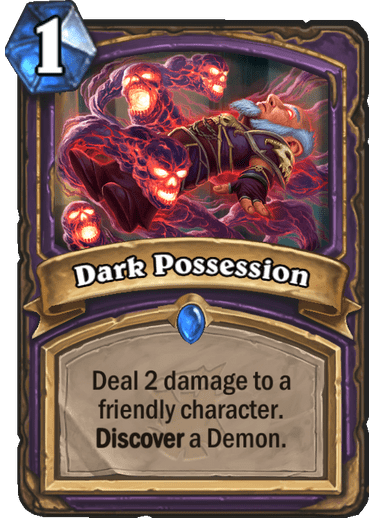 1
Dark Possession
Deal 2 damage to a
friendly character.
Discover a Demon.